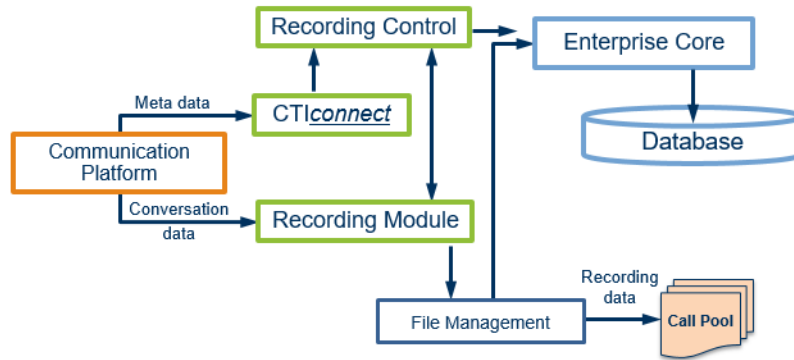 Recording Control
Enterprise Core
Meta data
CTIconnect
Database
Communication
Platform
Conversation
data
Recording Module
Recording
data
File Management
Call Pool